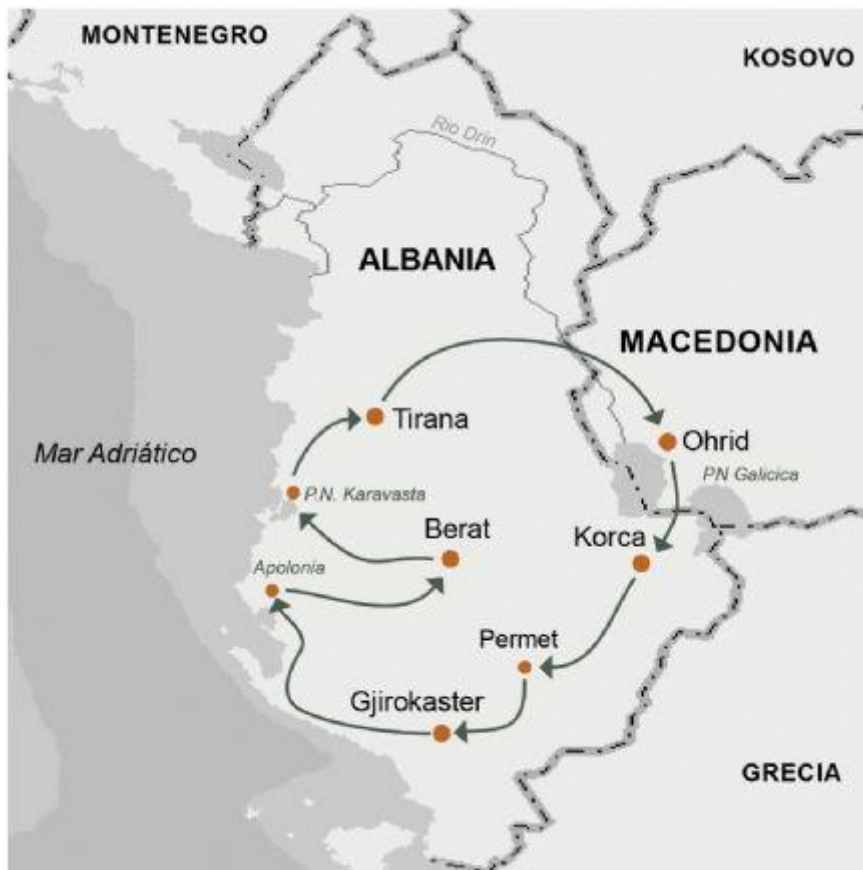 MONTENEGRO
KOSOVO
Rio Drin
ALBANIA
MACEDONIA
Tirana
Ohrid
Mar Adriático
PN Galicica
P.N. Karavasta
Berat
Korca
Apolonia
Permet
Gjirokaster
GRECIA